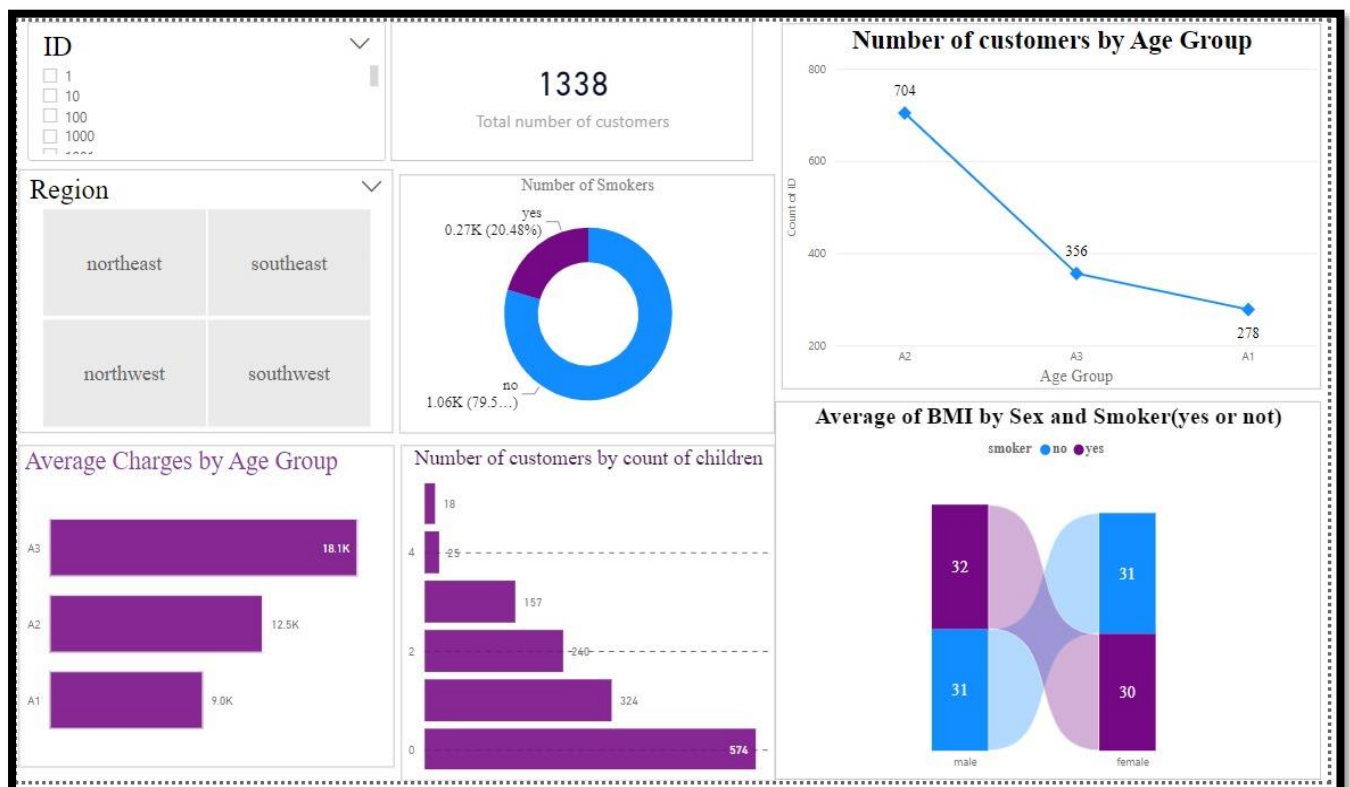 ID
1
10
100
1000
1338
Total number of customers
Number of customers by Age Group
800
704
600
Count of ID
400
356
278
200
A2
A3
A1
Age Group
Region
northeast
southeast
northwest
southwest
Number of Smokers
yes
0.27K (20.48%)
no
1.06K (79.5...)
Average of BMI by Sex and Smoker(yes or not)
smoker no yes
32
31
31
30
male
female
Average Charges by Age Group
A3
18.1K
A2
12.5K
A1
9.0K
Number of customers by count of children
18
4
25
157
2
240
324
0
574